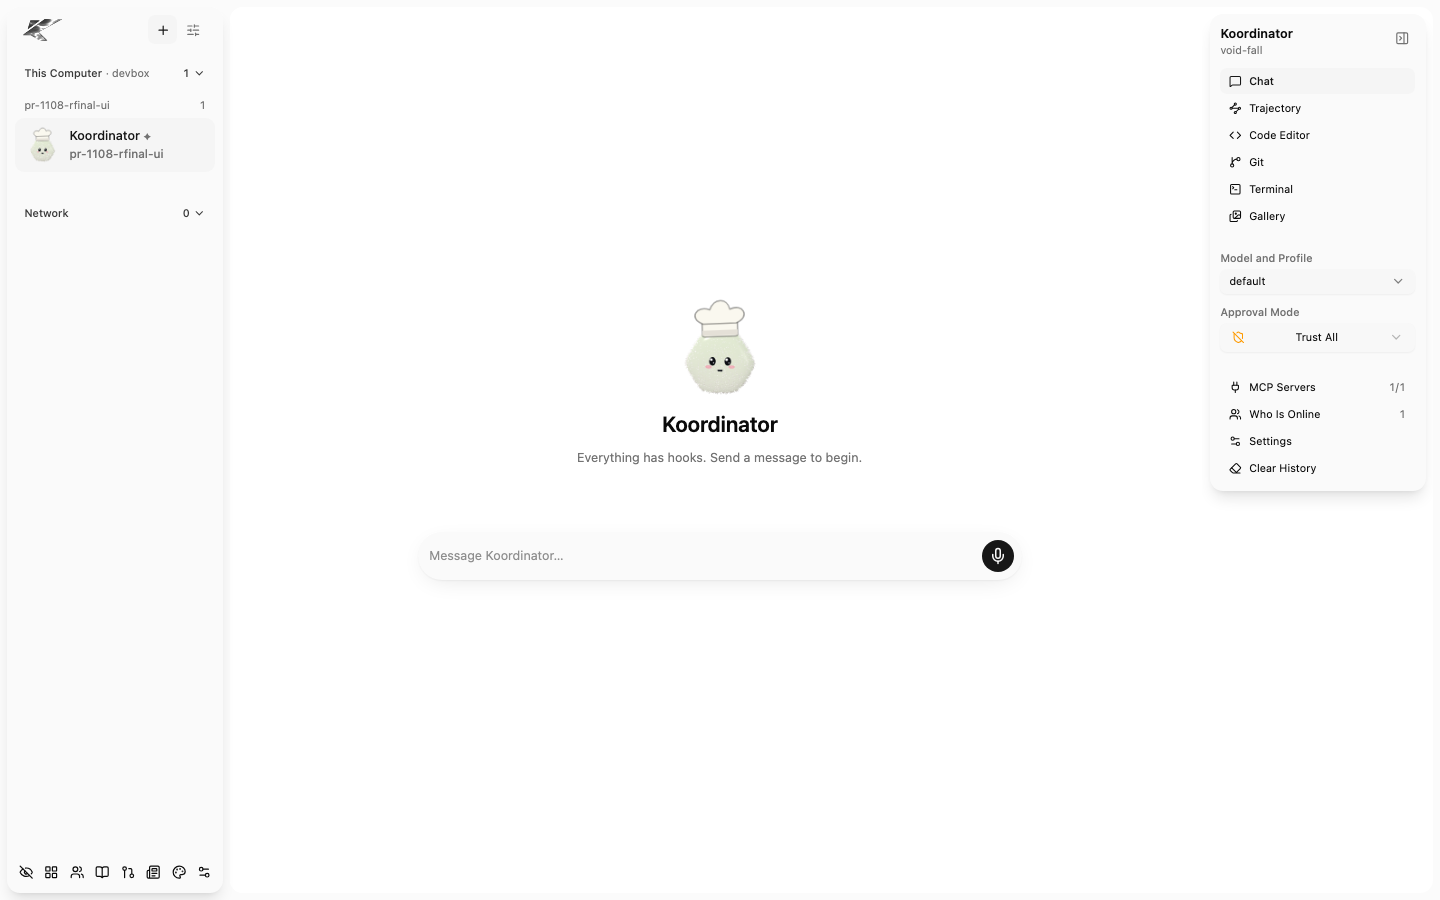 This Computer · devbox 1
pr-1108-rfinal-ui 1
Koordinator
pr-1108-rfinal-ui
Network 0
Koordinator
Everything has hooks. Send a message to begin.
Message Koordinator...
Koordinator
void-fall
Chat
Trajectory
Code Editor
Git
Terminal
Gallery
Model and Profile
default
Approval Mode
Trust All
MCP Servers 1/1
Who Is Online 1
Settings
Clear History